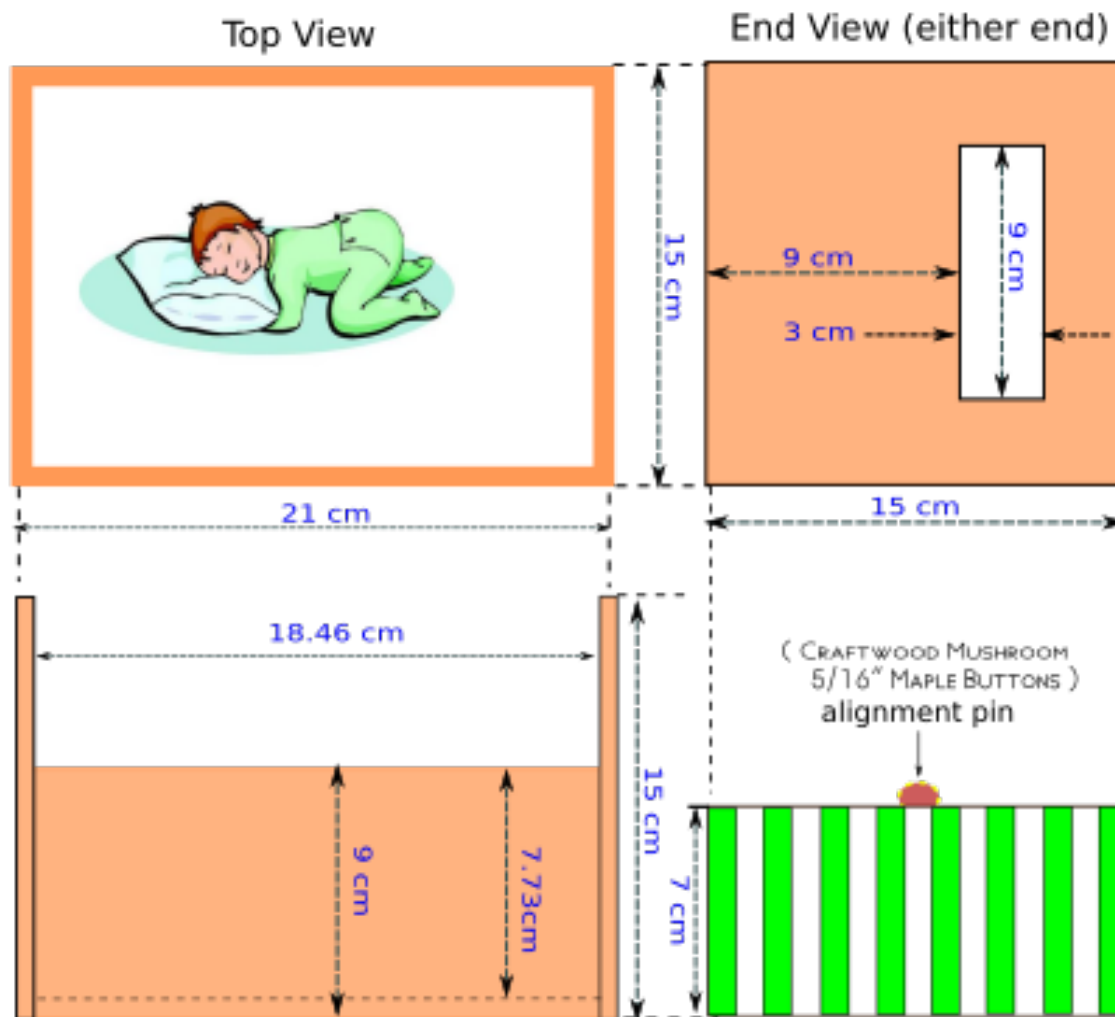 Top View
End View (either end)
15 cm
9 cm
9 cm
3 cm
21 cm
15 cm
18.46 cm
15 cm
9 cm
7.73cm
( Craftwood Mushroom
5/16" Maple Buttons )
alignment pin
7 cm